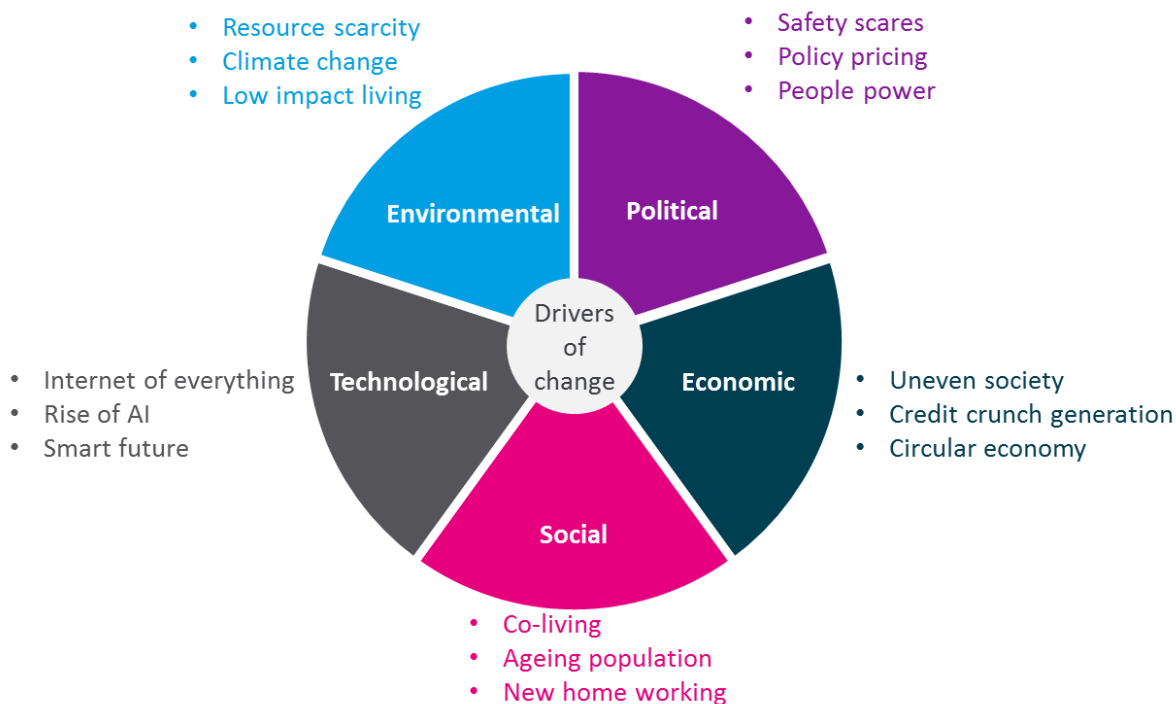 • Resource scarcity
• Climate change
• Low impact living
• Safety scares
• Policy pricing
• People power
Environmental
Political
Drivers
of
change
Technological
Economic
• Internet of everything
• Rise of AI
• Smart future
• Uneven society
• Credit crunch generation
• Circular economy
Social
• Co-living
• Ageing population
• New home working